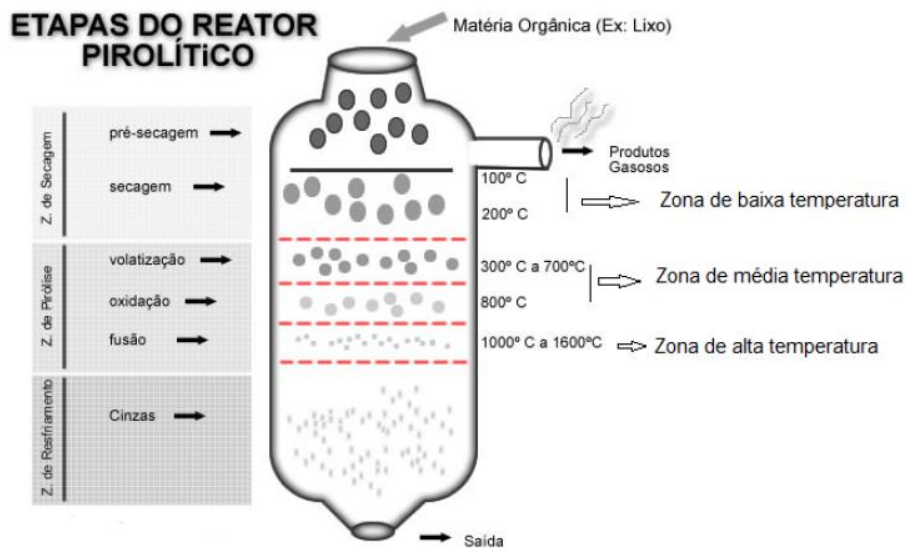 ETAPAS DO REATOR
PIROLÍTiCO
Matéria Orgânica (Ex: Lixo)
Z. de Secagem
pré-secagem
secagem
Produtos
Gasosos
100º C
200º C
Zona de baixa temperatura
Z. de Pirólise
volatização
oxidação
fusão
300º C a 700ºC
800º C
Zona de média temperatura
1000º C a 1600ºC
Zona de alta temperatura
Z. de Resfriamento
Cinzas
Saída